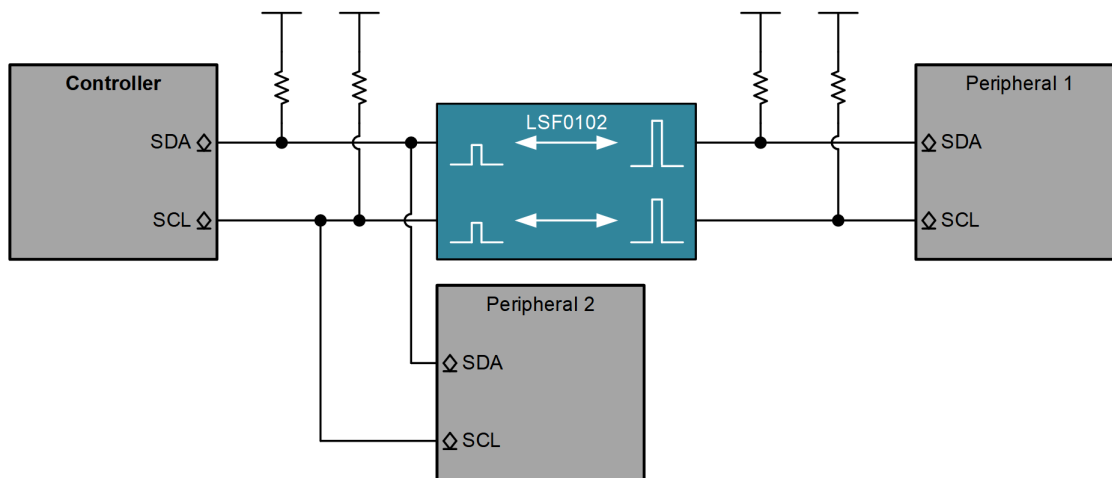 Controller
SDA
SCL
LSF0102
Peripheral 1
SDA
SCL
Peripheral 2
SDA
SCL